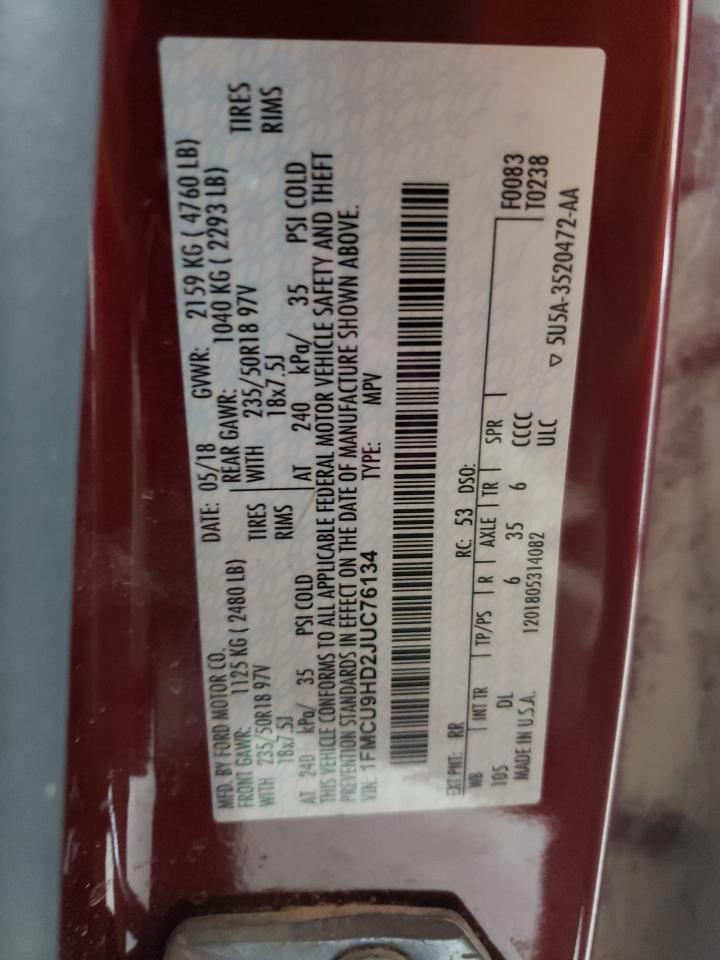 MFD. BY FORD MOTOR CO.
DATE: 05/18 GVWR: 2159 KG ( 4760 LB)
FRONT GAWR: 1125 KG ( 2480 LB)
REAR GAWR: 1040 KG ( 2293 LB)
WITH 235/50R18 97V TIRES
WITH 235/50R18 97V TIRES
18x7.5J RIMS
18x7.5J RIMS
AT 240 kPa/ 35 PSI COLD
AT 240 kPa/ 35 PSI COLD
THIS VEHICLE CONFORMS TO ALL APPLICABLE FEDERAL MOTOR VEHICLE SAFETY AND THEFT
PREVENTION STANDARDS IN EFFECT ON THE DATE OF MANUFACTURE SHOWN ABOVE.
VIN: 1FMCU9HD2JUC76134 TYPE: MPV
EXT PNT: RR RC: 53 DSO:
WB INT TR TP/PS R AXLE TR SPR F0083
105 DL 6 35 6 CCCC T0238
MADE IN U.S.A. 1201805314082 ULC
▽ 5U5A-3520472-AA